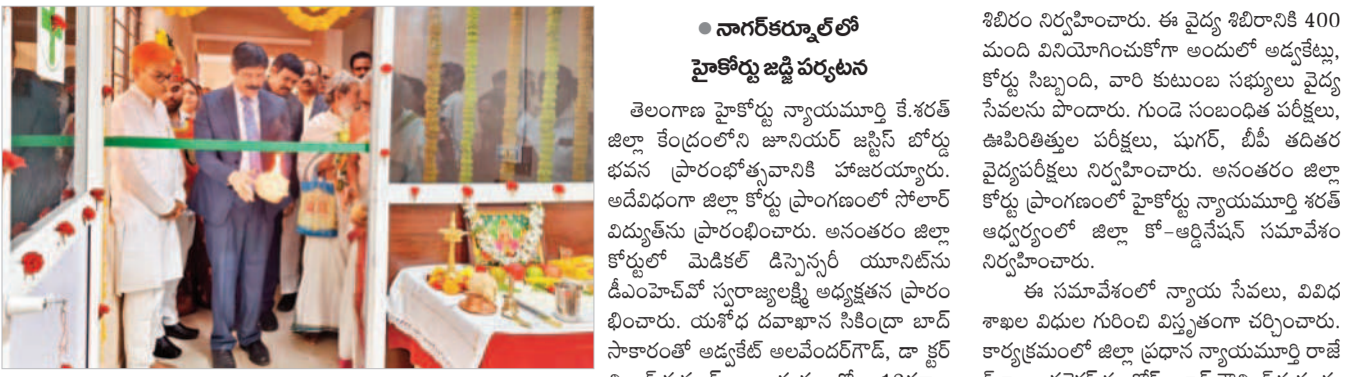 ● నాగర్‌కర్నూల్‌లో
హైకోర్టు జడ్జి పర్యటన
తెలంగాణ హైకోర్టు న్యాయమూర్తి కే.శరత్
జిల్లా కేంద్రంలోని జూనియర్ జస్టిస్ బోర్డు
భవన ప్రారంభోత్సవానికి హాజరయ్యారు.
అదేవిధంగా జిల్లా కోర్టు ప్రాంగణంలో సోలార్
విద్యుత్‌ను ప్రారంభించారు. అనంతరం జిల్లా
కోర్టులో మెడికల్ డిస్పెన్సరీ యూనిట్‌ను
డీఎంహెచ్‌వో స్వరాజ్యలక్ష్మి అధ్యక్షతన ప్రారం
భించారు. యశోధ దవాఖాన సికింద్రా బాద్
సాకారంతో అడ్వకేట్ అలవేందర్‌గౌడ్, డా క్టర్
శిబిరం నిర్వహించారు. ఈ వైద్య శిబిరానికి 400
మంది వినియోగించుకోగా అందులో అడ్వకేట్లు,
కోర్టు సిబ్బంది, వారి కుటుంబ సభ్యులు వైద్య
సేవలను పొందారు. గుండె సంబంధిత పరీక్షలు,
ఊపిరితిత్తుల పరీక్షలు, షుగర్, బీపీ తదితర
వైద్యపరీక్షలు నిర్వహించారు. అనంతరం జిల్లా
కోర్టు ప్రాంగణంలో హైకోర్టు న్యాయమూర్తి శరత్
ఆధ్వర్యంలో జిల్లా కో-ఆర్డినేషన్ సమావేశం
నిర్వహించారు.
ఈ సమావేశంలో న్యాయ సేవలు, వివిధ
శాఖల విధుల గురించి విస్తృతంగా చర్చించారు.
కార్యక్రమంలో జిల్లా ప్రధాన న్యాయమూర్తి రాజే